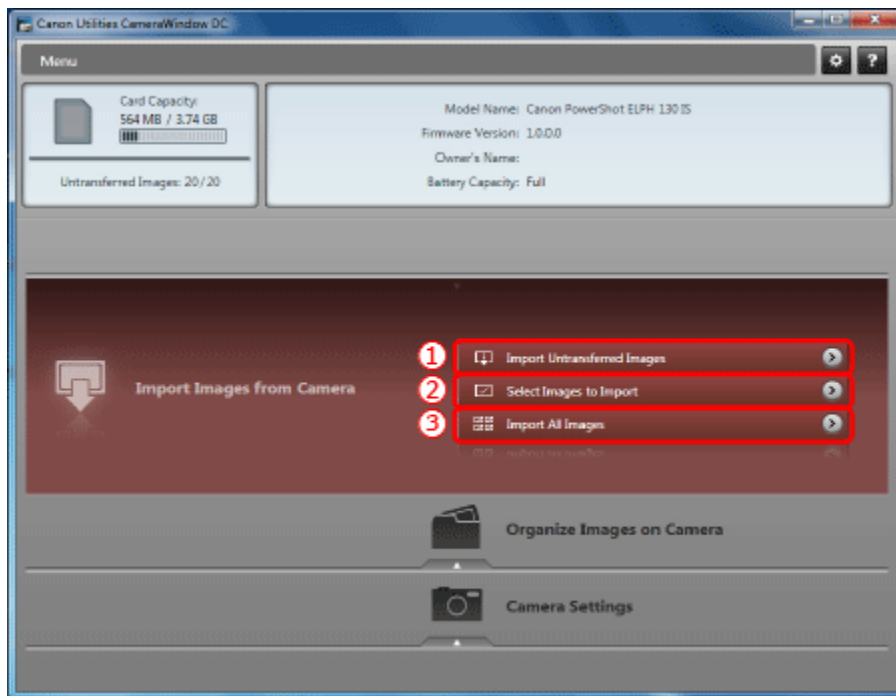 Canon Utilities CameraWindow DC
Menu
?
Card Capacity:
564 MB / 3.74 GB
Untransferred Images: 20/20
Model Name: Canon PowerShot ELPH 130 IS
Firmware Version: 1.0.0.0
Owner's Name:
Battery Capacity: Full
Import Images from Camera
1 Import Untransferred Images
2 Select Images to Import
3 Import All Images
Organize Images on Camera
Camera Settings